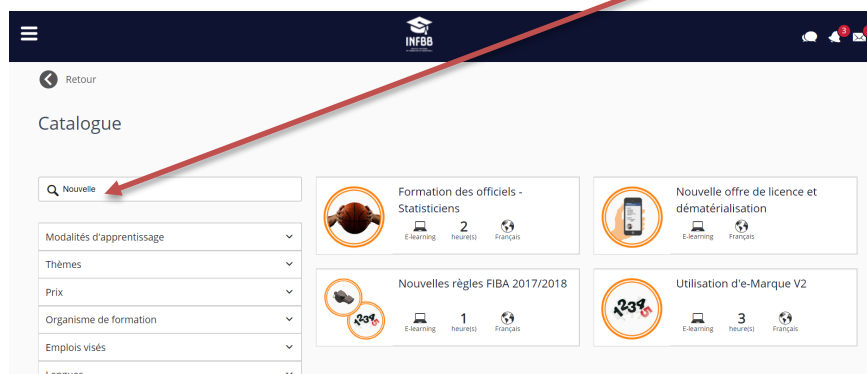 INFBB
3
Retour
Catalogue
Nouvelle
Modalités d'apprentissage
Thèmes
Prix
Organisme de formation
Emplois visés
Langues
Formation des officiels -
Statisticiens
2
E-learning heure(s) Français
Nouvelle offre de licence et
dématérialisation
E-learning Français
Nouvelles règles FIBA 2017/2018
1
E-learning heure(s) Français
Utilisation d'e-Marque V2
3
E-learning heure(s) Français